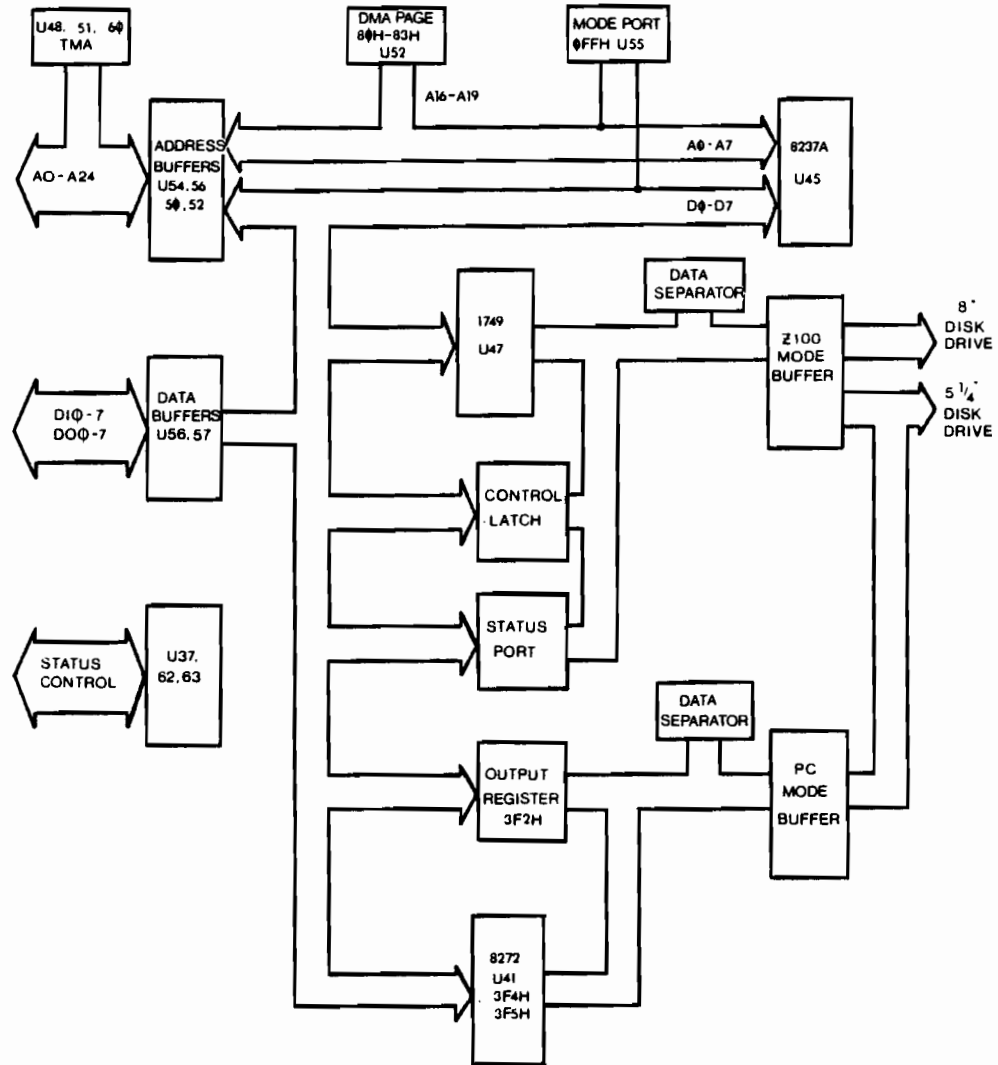 U48, 51, 6ϕ
TMA
DMA PAGE
8ϕH-83H
U52
MODE PORT
ϕFFH U55
A16-A19
AO-A24
ADDRESS
BUFFERS
U54,56
5ϕ,52
Aϕ-A7
Dϕ-D7
8237A
U45
DATA
SEPARATOR
1749
U47
Z100
MODE
BUFFER
8"
DISK
DRIVE
5 1/4"
DISK
DRIVE
DIϕ-7
DOϕ-7
DATA
BUFFERS
U56,57
CONTROL
LATCH
STATUS
PORT
STATUS
CONTROL
U37,
62,63
DATA
SEPARATOR
OUTPUT
REGISTER
3F2H
PC
MODE
BUFFER
8272
U41
3F4H
3F5H